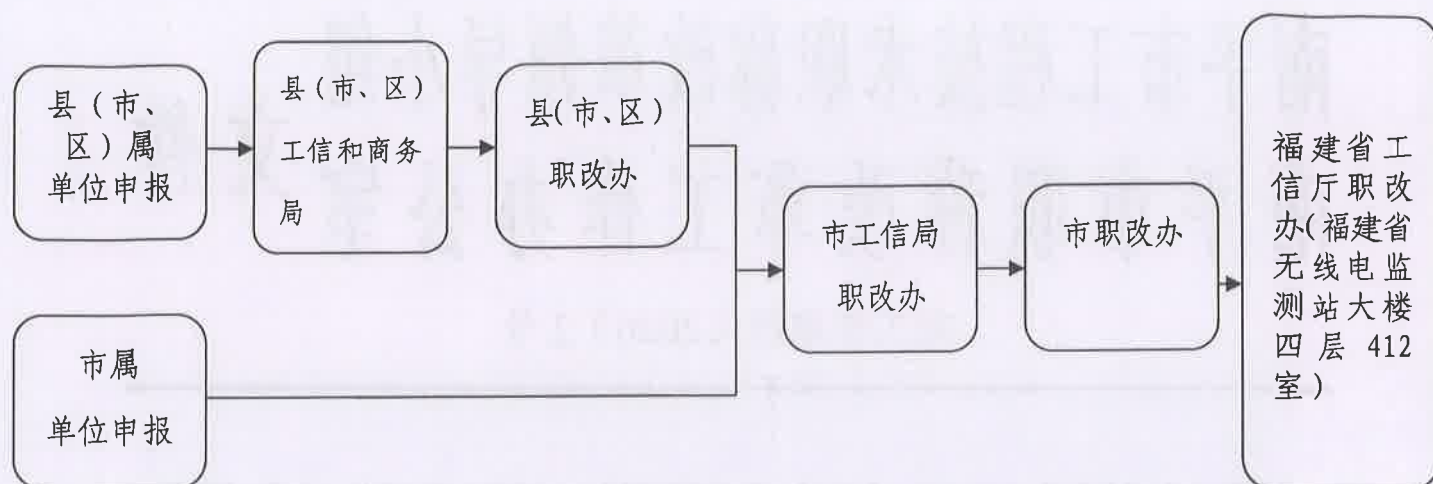 县（市、
区）属
单位申报
县（市、区）
工信和商务
局
县(市、区)
职改办
市属
单位申报
市工信局
职改办
市职改办
福建省工
信厅职改
办(福建省
无线电监
测站大楼
四层 412
室）